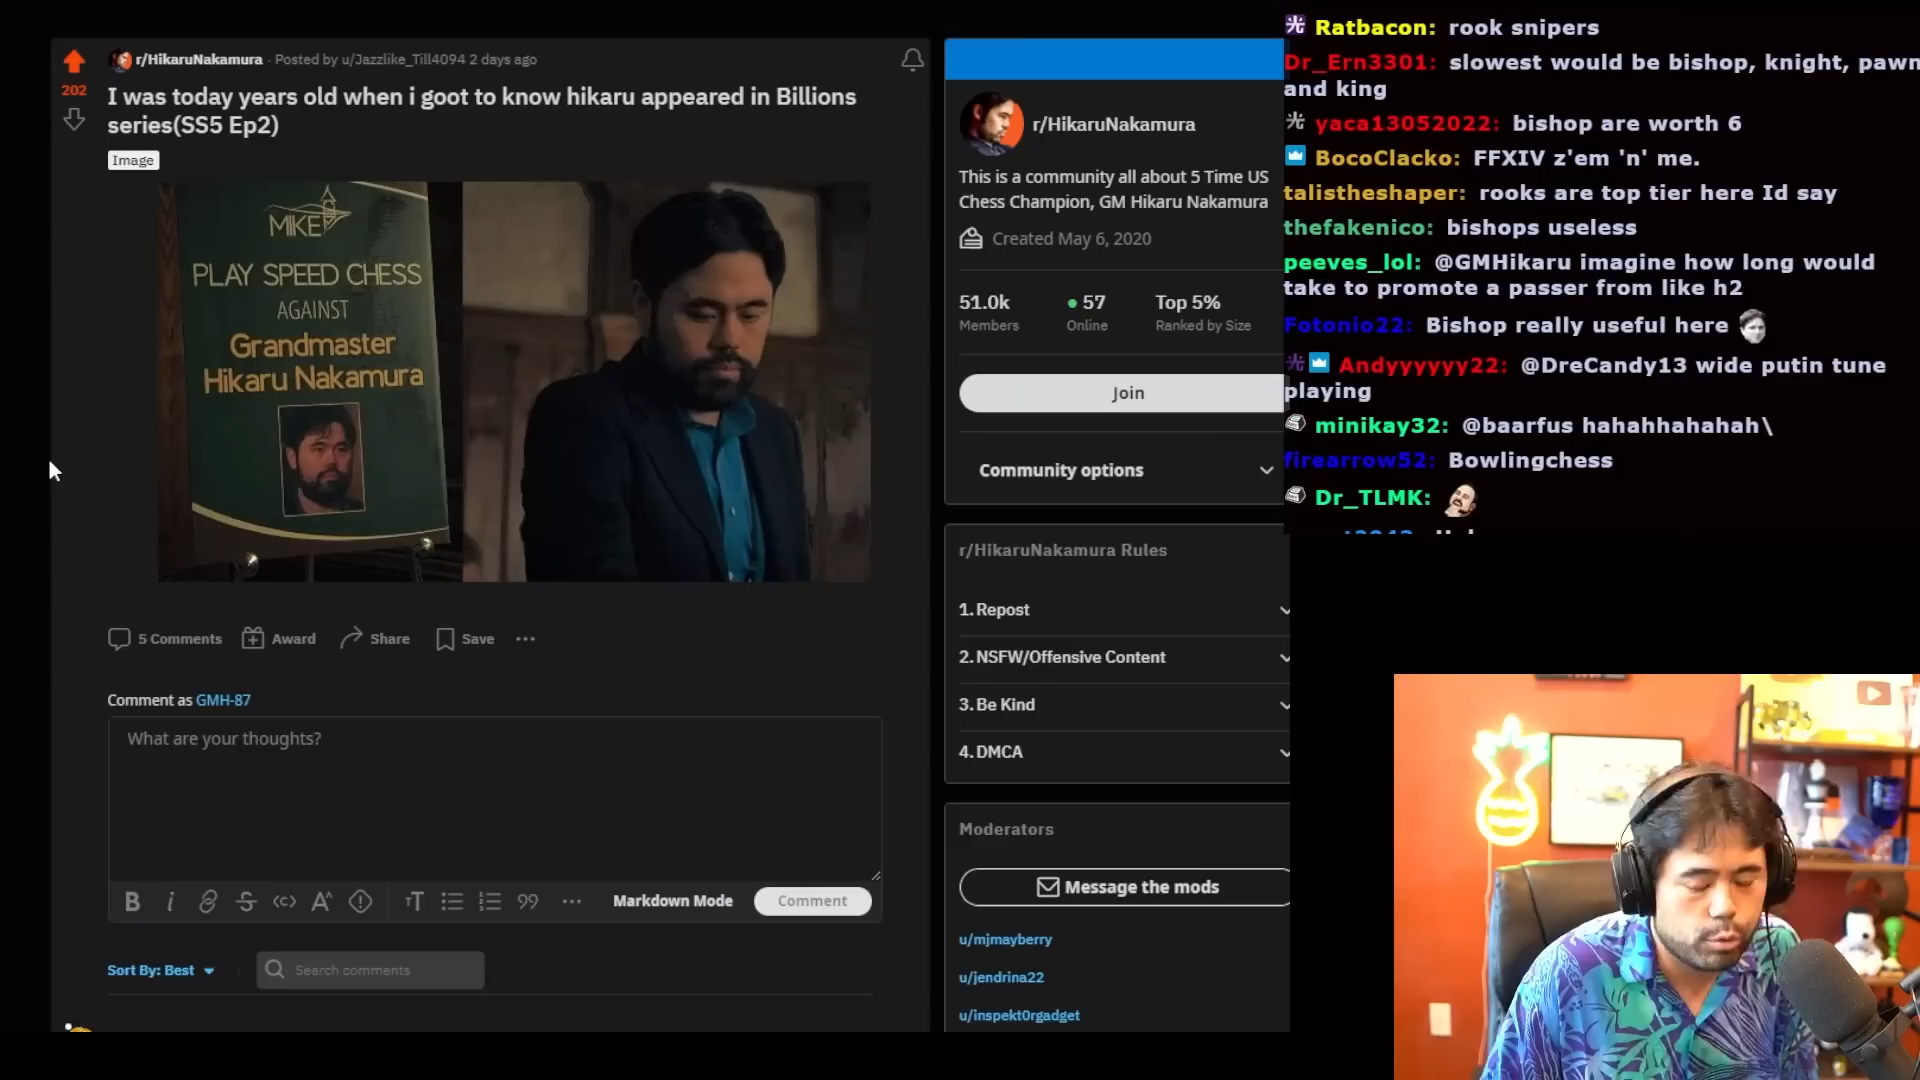 r/HikaruNakamura · Posted by u/Jazzlike_Till4094 2 days ago
202
I was today years old when i goot to know hikaru appeared in Billions
series(SS5 Ep2)
Image
MIKE
PLAY SPEED CHESS
AGAINST
Grandmaster
Hikaru Nakamura
5 Comments
Award
Share
Save
Comment as GMH-87
What are your thoughts?
Markdown Mode
Comment
Sort By: Best
Search comments
r/HikaruNakamura
This is a community all about 5 Time US
Chess Champion, GM Hikaru Nakamura
Created May 6, 2020
51.0k
57
Top 5%
Members
Online
Ranked by Size
Join
Community options
r/HikaruNakamura Rules
1. Repost
2. NSFW/Offensive Content
3. Be Kind
4. DMCA
Moderators
Message the mods
u/mjmayberry
u/jendrina22
u/inspekt0rgadget
Ratbacon: rook snipers
Dr_Ern3301: slowest would be bishop, knight, pawn
and king
yaca13052022: bishop are worth 6
BocoClacko: FFXIV z'em 'n' me.
talistheshaper: rooks are top tier here Id say
thefakenico: bishops useless
peeves_lol: @GMHikaru imagine how long would
take to promote a passer from like h2
Fotonio22: Bishop really useful here
Andyyyyyy22: @DreCandy13 wide putin tune
playing
minikay32: @baarfus hahahhahahah\
firearrow52: Bowlingchess
Dr_TLMK: